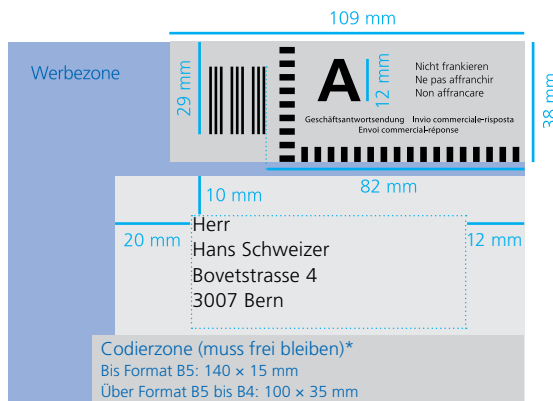 109 mm
Werbezone
29 mm
A
12 mm
Nicht frankieren
Ne pas affranchir
Non affrancare
38 mm
Geschäftsantwortsendung Invio commerciale-risposta
Envoi commercial-réponse
82 mm
10 mm
20 mm
12 mm
Herr
Hans Schweizer
Bovetstrasse 4
3007 Bern
Codierzone (muss frei bleiben)*
Bis Format B5: 140 × 15 mm
Über Format B5 bis B4: 100 × 35 mm